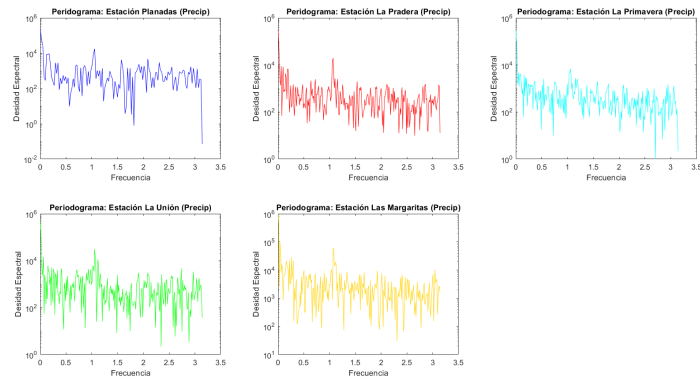 Peridograma: Estación Planadas (Precip)
10^6
10^4
10^2
10^0
10^-2
Desidad Espectral
0 0.5 1 1.5 2 2.5 3 3.5
Frecuencia
Peridograma: Estación La Pradera (Precip)
10^6
10^4
10^2
10^0
Desidad Espectral
0 0.5 1 1.5 2 2.5 3 3.5
Frecuencia
Periodograma: Estación La Primavera (Precip)
10^6
10^4
10^2
10^0
Desidad Espectral
0 0.5 1 1.5 2 2.5 3 3.5
Frecuencia
Periodograma: Estación La Unión (Precip)
10^6
10^4
10^2
10^0
Desidad Espectral
0 0.5 1 1.5 2 2.5 3 3.5
Frecuencia
Periodograma: Estación Las Margaritas (Precip)
10^6
10^5
10^4
10^3
10^2
10^1
Desidad Espectral
0 0.5 1 1.5 2 2.5 3 3.5
Frecuencia